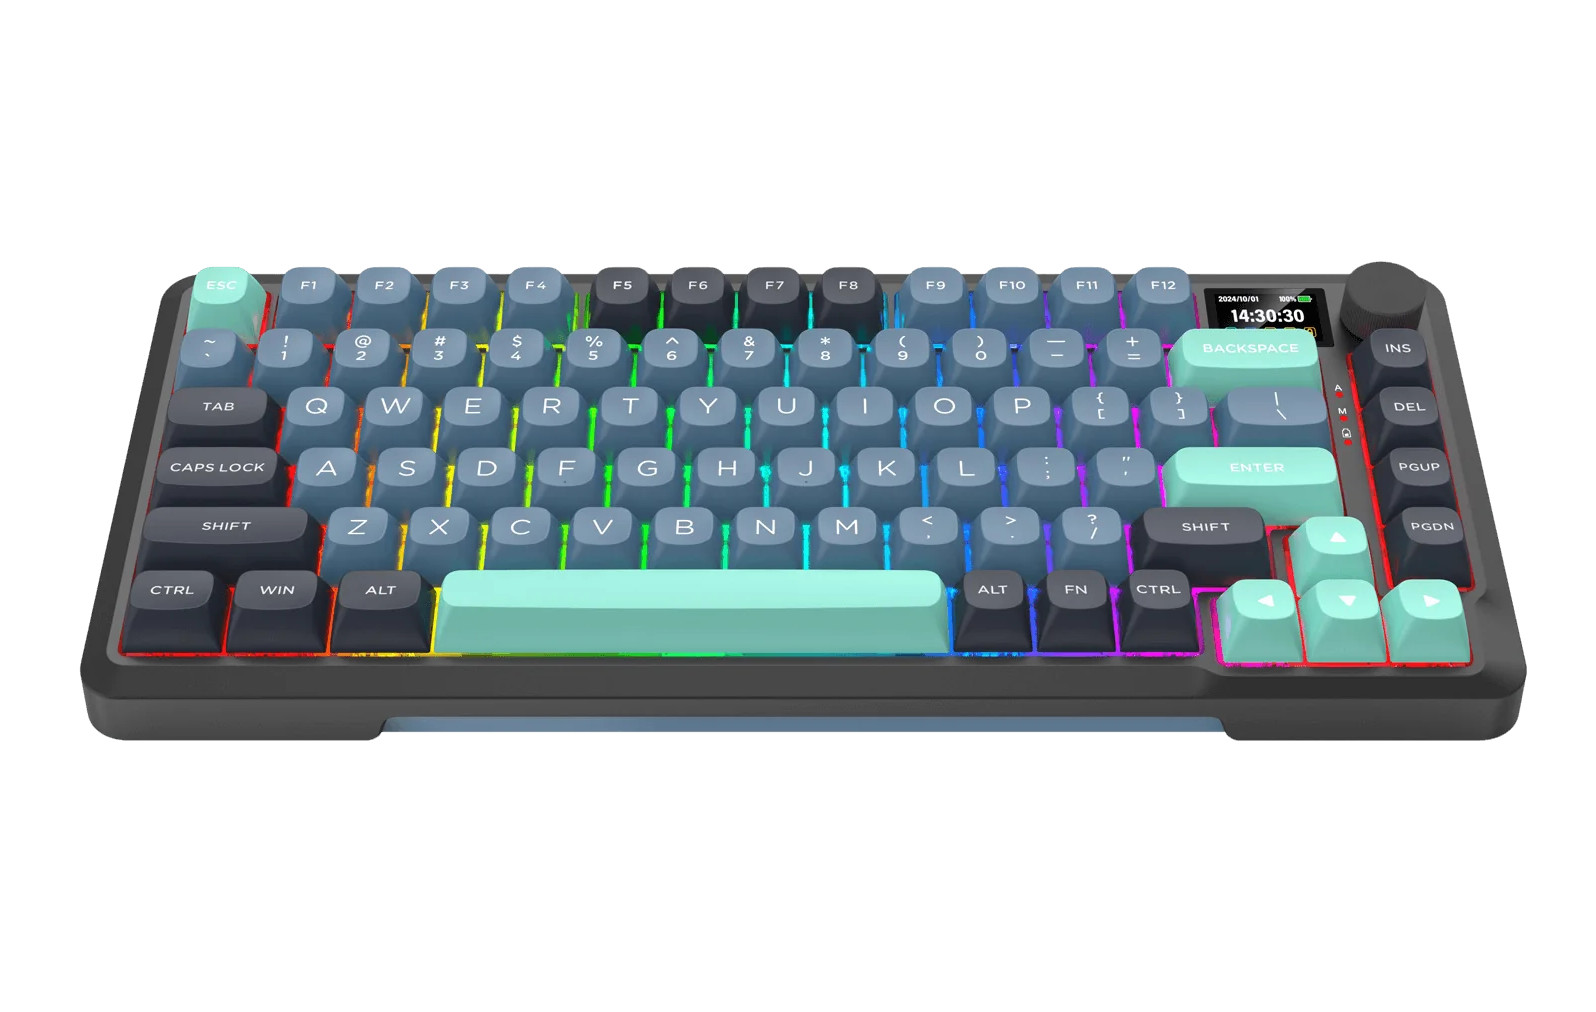 ESC F1 F2 F3 F4 F5 F6 F7 F8 F9 F10 F11 F12
2024/10/01 100%
14:30:30
~ ! @ # $ % ^ & * ( ) — +
` 1 2 3 4 5 6 7 8 9 0 – = BACKSPACE INS
TAB Q W E R T Y U I O P { [ } ] | \ DEL
A
M
CAPS LOCK A S D F G H J K L : ; " ' ENTER PGUP
SHIFT Z X C V B N M < , > . ? / SHIFT PGDN
CTRL WIN ALT ALT FN CTRL